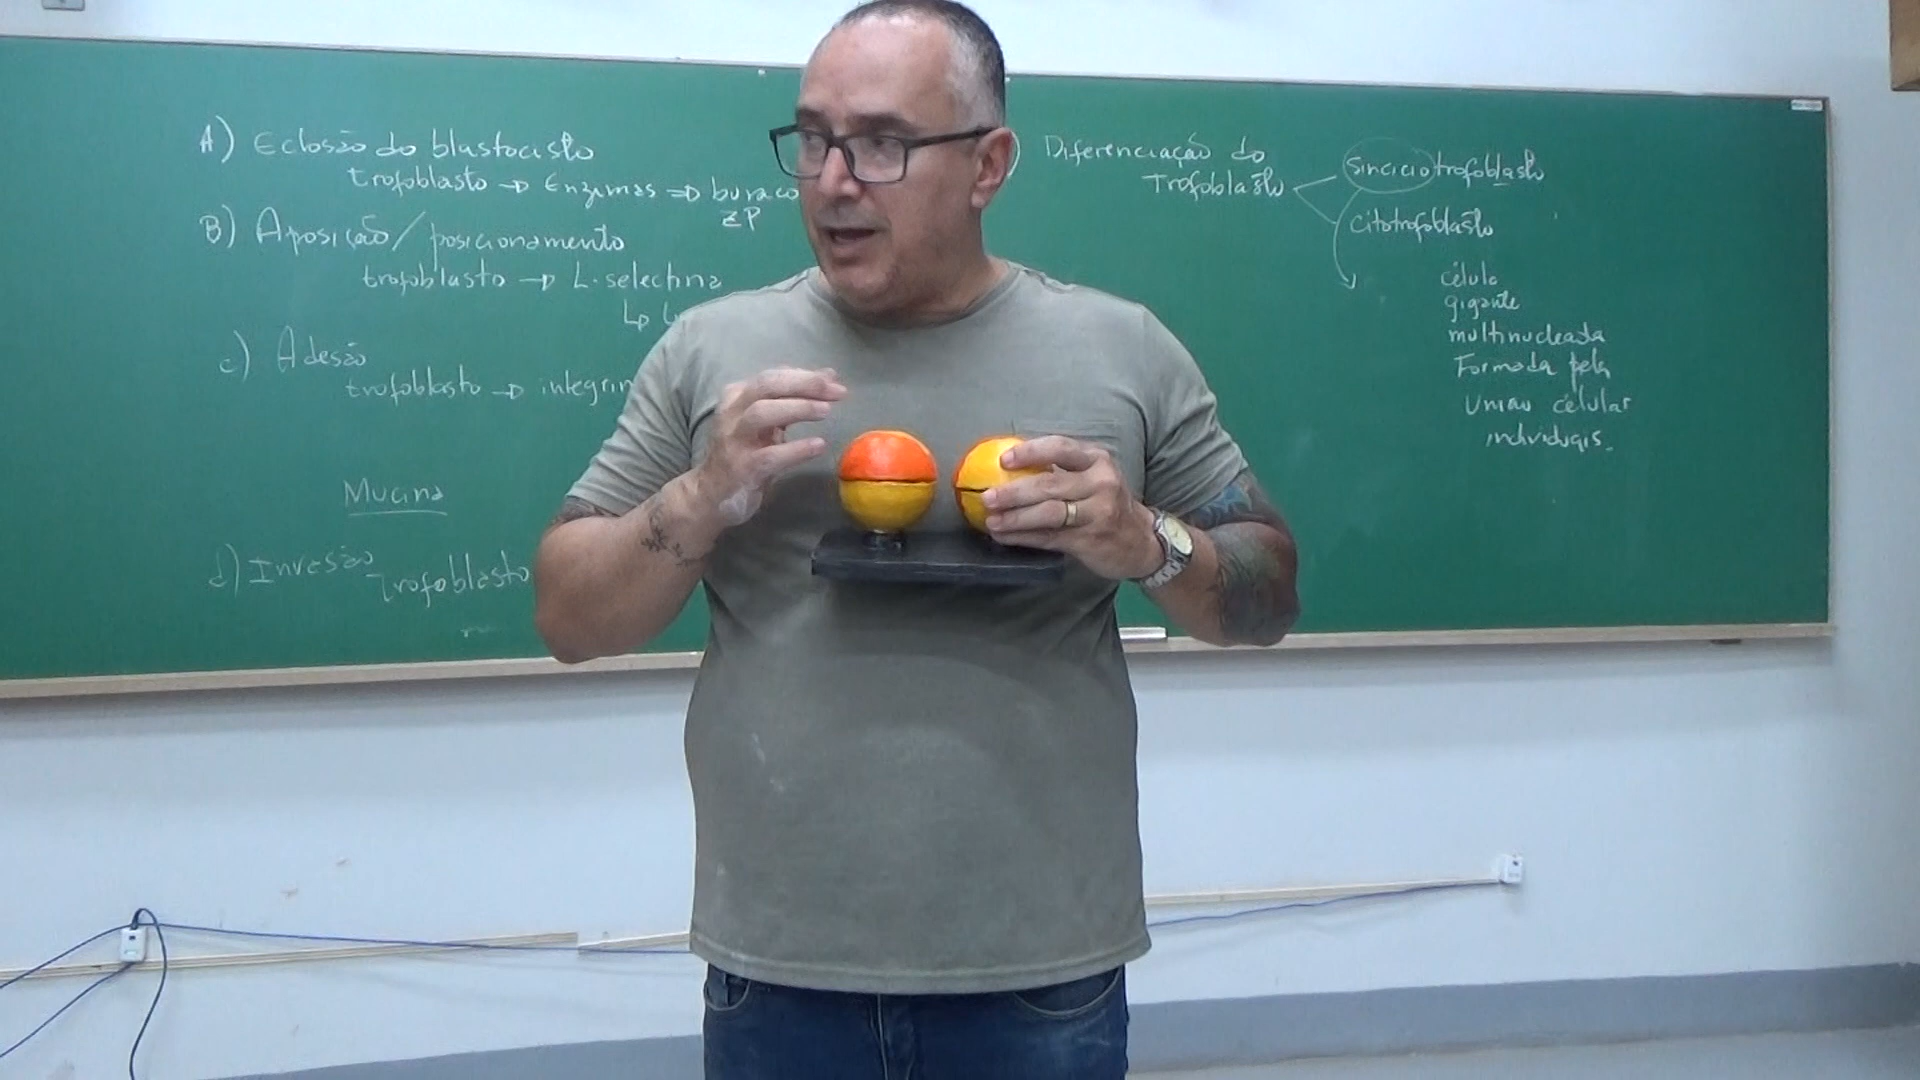 A) Eclosão do blastocisto
trofoblasto → Enzimas ⇒ buraco
ZP
B) Aposição/posicionamento
trofoblasto → L-selectina
c) Adesão
trofoblasto → integrin
Mucina
d) Invasão
Trofoblasto
) Diferenciação do
Trofoblasto
sinciciotrofoblasto
citotrofoblasto
célula
gigante
multinucleada
Formada pela
União celular
individuais.